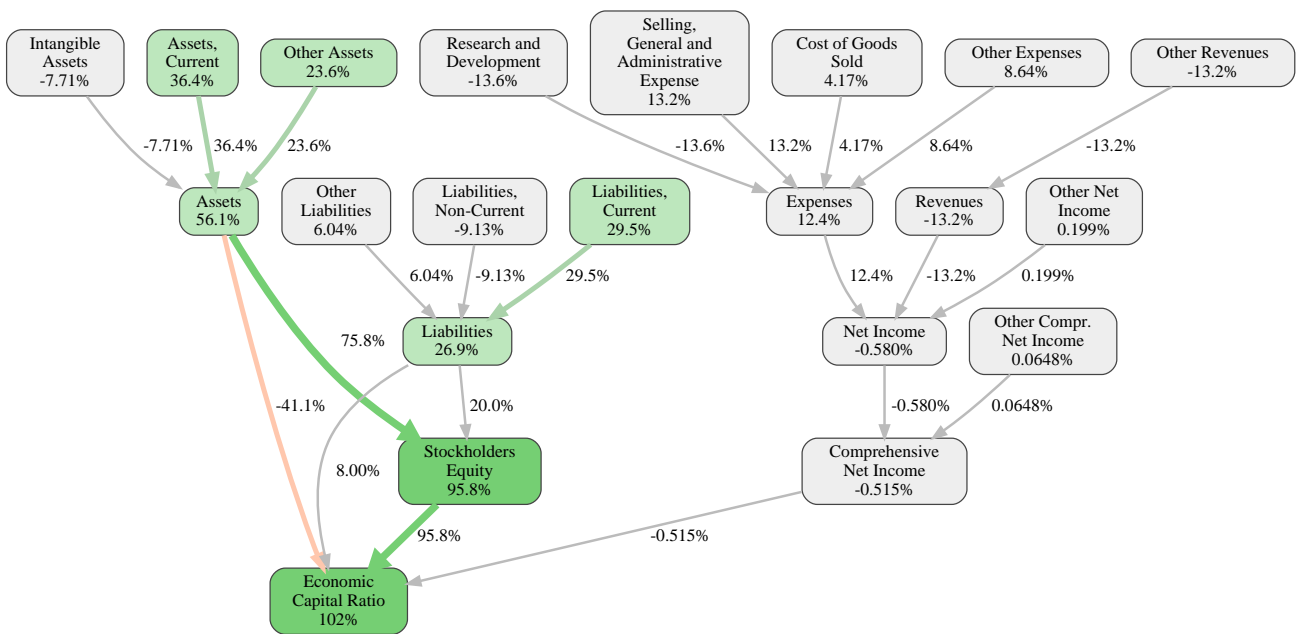 Intangible
Assets
-7.71%
Assets,
Current
36.4%
Other Assets
23.6%
Research and
Development
-13.6%
Selling,
General and
Administrative
Expense
13.2%
Cost of Goods
Sold
4.17%
Other Expenses
8.64%
Other Revenues
-13.2%
-7.71%
36.4%
23.6%
-13.6%
13.2%
4.17%
8.64%
-13.2%
Assets
56.1%
Other
Liabilities
6.04%
Liabilities,
Non-Current
-9.13%
Liabilities,
Current
29.5%
Expenses
12.4%
Revenues
-13.2%
Other Net
Income
0.199%
6.04%
-9.13%
29.5%
12.4%
-13.2%
0.199%
75.8%
Liabilities
26.9%
Net Income
-0.580%
Other Compr.
Net Income
0.0648%
-41.1%
20.0%
-0.580%
0.0648%
8.00%
Stockholders
Equity
95.8%
Comprehensive
Net Income
-0.515%
95.8%
-0.515%
Economic
Capital Ratio
102%